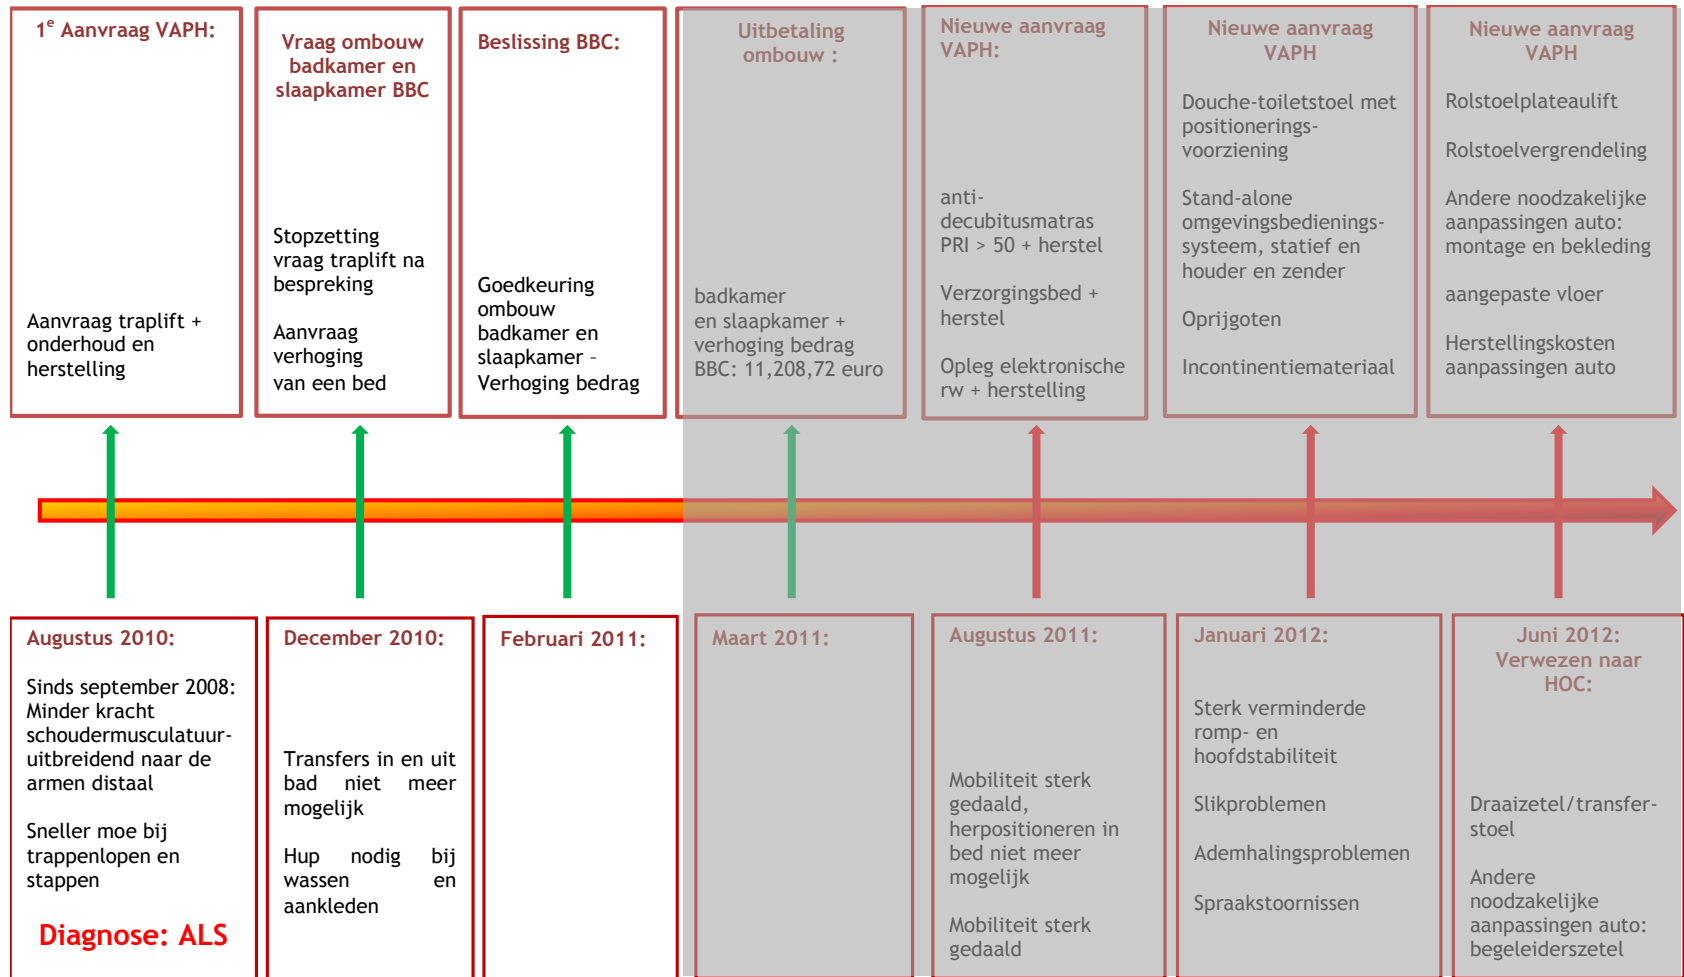 1e Aanvraag VAPH:
Aanvraag traplift +
onderhoud en
herstelling
Vraag ombouw
badkamer en
slaapkamer BBC
Stopzetting
vraag traplift na
bespreking
Aanvraag
verhoging
van een bed
Beslissing BBC:
Goedkeuring
ombouw
badkamer en
slaapkamer –
Verhoging bedrag
Uitbetaling
ombouw :
badkamer
en slaapkamer +
verhoging bedrag
BBC: 11,208,72 euro
Nieuwe aanvraag
VAPH:
anti-
decubitusmatras
PRI > 50 + herstel
Verzorgingsbed +
herstel
Opleg elektronische
rw + herstelling
Nieuwe aanvraag
VAPH
Douche-toiletstoel met
positionerings-
voorziening
Stand-alone
omgevingsbedienings-
systeem, statief en
houder en zender
Oprijgoten
Incontinentiemateriaal
Nieuwe aanvraag
VAPH
Rolstoelplateaulift
Rolstoelvergrendeling
Andere noodzakelijke
aanpassingen auto:
montage en bekleding
aangepaste vloer
Herstellingskosten
aanpassingen auto
Augustus 2010:
Sinds september 2008:
Minder kracht
schoudermusculatuur-
uitbreidend naar de
armen distaal
Sneller moe bij
trappenlopen en
stappen
Diagnose: ALS
December 2010:
Transfers in en uit
bad niet meer
mogelijk
Hup nodig bij
wassen en
aankleden
Februari 2011:
Maart 2011:
Augustus 2011:
Mobiliteit sterk
gedaald,
herpositioneren in
bed niet meer
mogelijk
Mobiliteit sterk
gedaald
Januari 2012:
Sterk verminderde
romp- en
hoofdstabiliteit
Slikproblemen
Ademhalingsproblemen
Spraakstoornissen
Juni 2012:
Verwezen naar
HOC:
Draaizetel/transfer-
stoel
Andere
noodzakelijke
aanpassingen auto:
begeleiderszetel